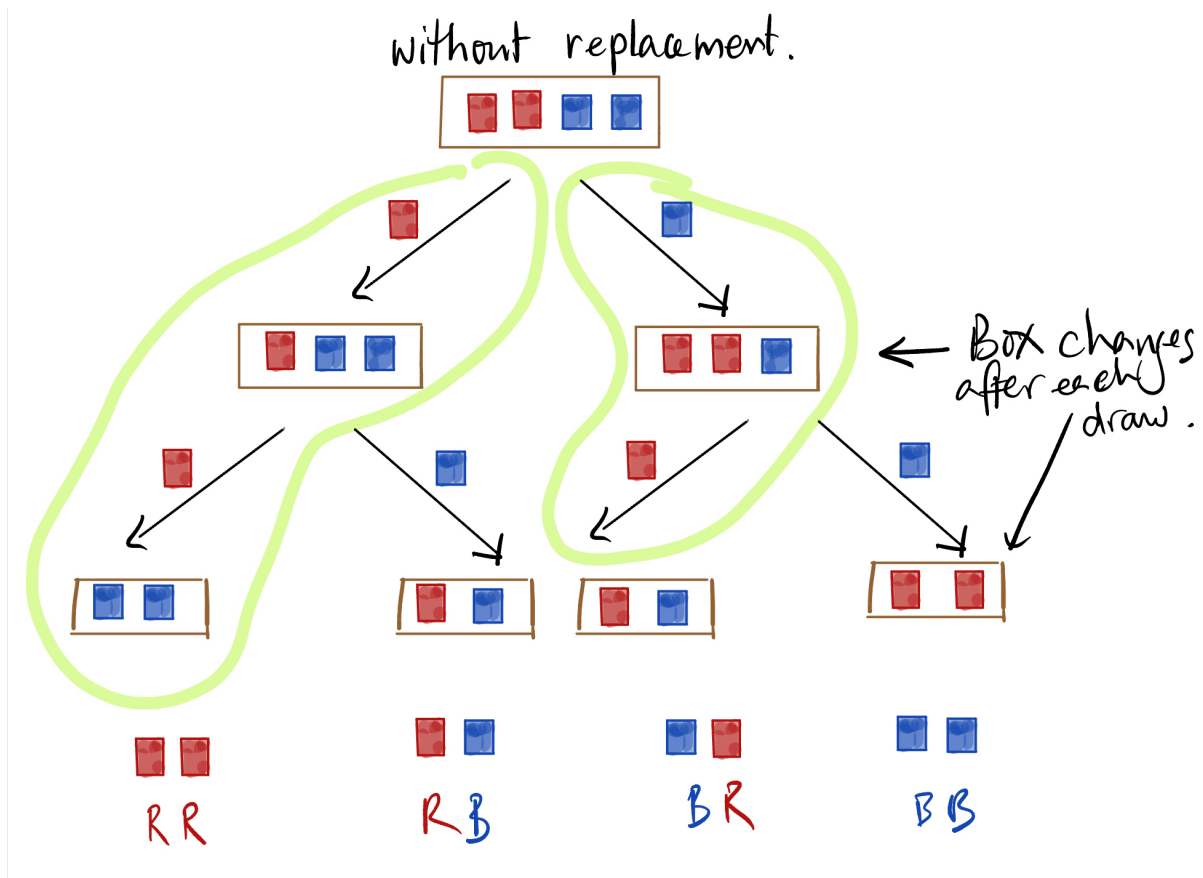 without replacement.
Box changes
after each
draw.
RR
RB
BR
BB